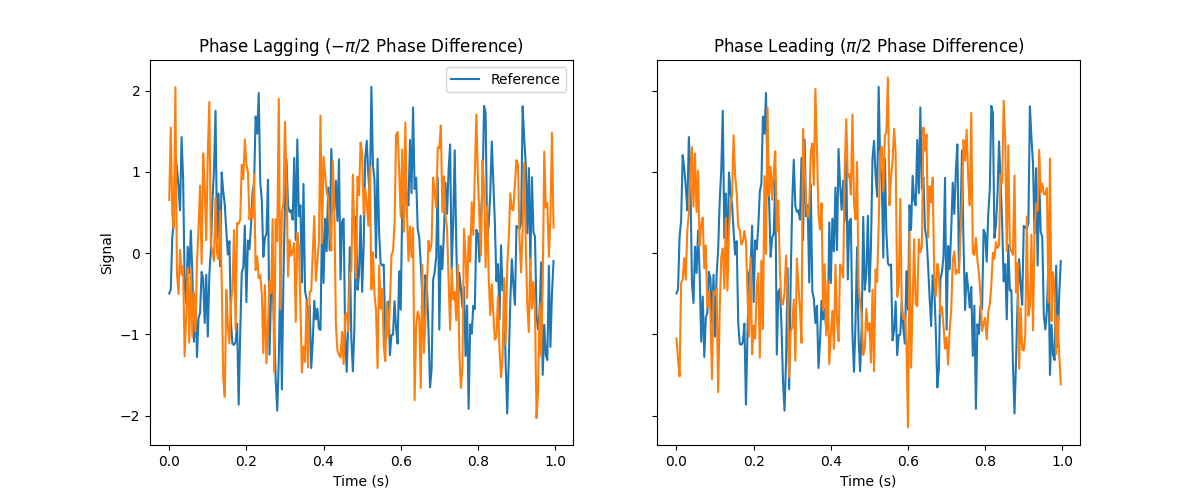 Phase Lagging (−π/2 Phase Difference)
Reference
Signal
2
1
0
−1
−2
0.0 0.2 0.4 0.6 0.8 1.0
Time (s)
Phase Leading (π/2 Phase Difference)
0.0 0.2 0.4 0.6 0.8 1.0
Time (s)